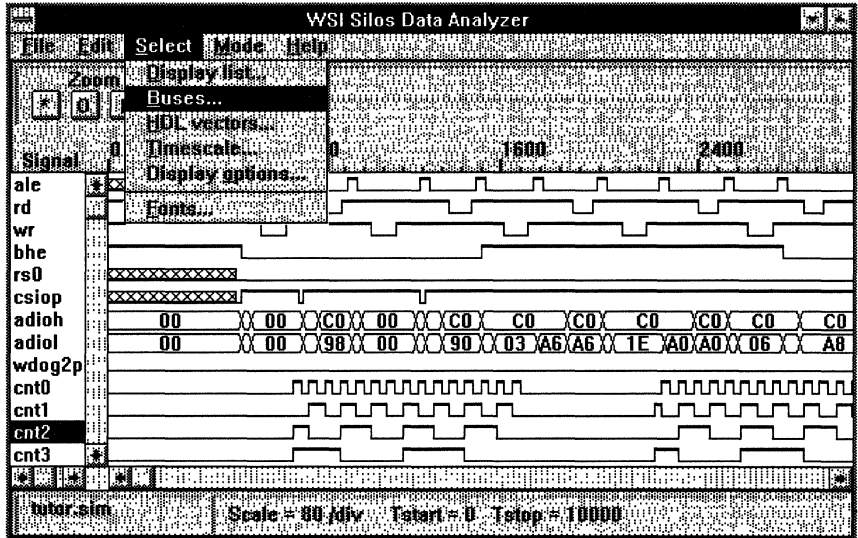 WSI Silos Data Analyzer
File Edit Select Mode Help
Zoom
Display list...
Buses...
HDL vectors...
Timescale...
Display options...
Fonts...
* 0
Signal 0 0 1600 2400
ale
rd
wr
bhe
rs0
csiop
adioh 00 00 C0 00 C0 C0 C0 C0 C0 C0 C0
adiol 00 00 98 00 90 03 A6 A6 1E A0 A0 06 A8
wdog2p
cnt0
cnt1
cnt2
cnt3
tutor.sim Scale = 80 /div Tstart = 0 Tstop = 10000